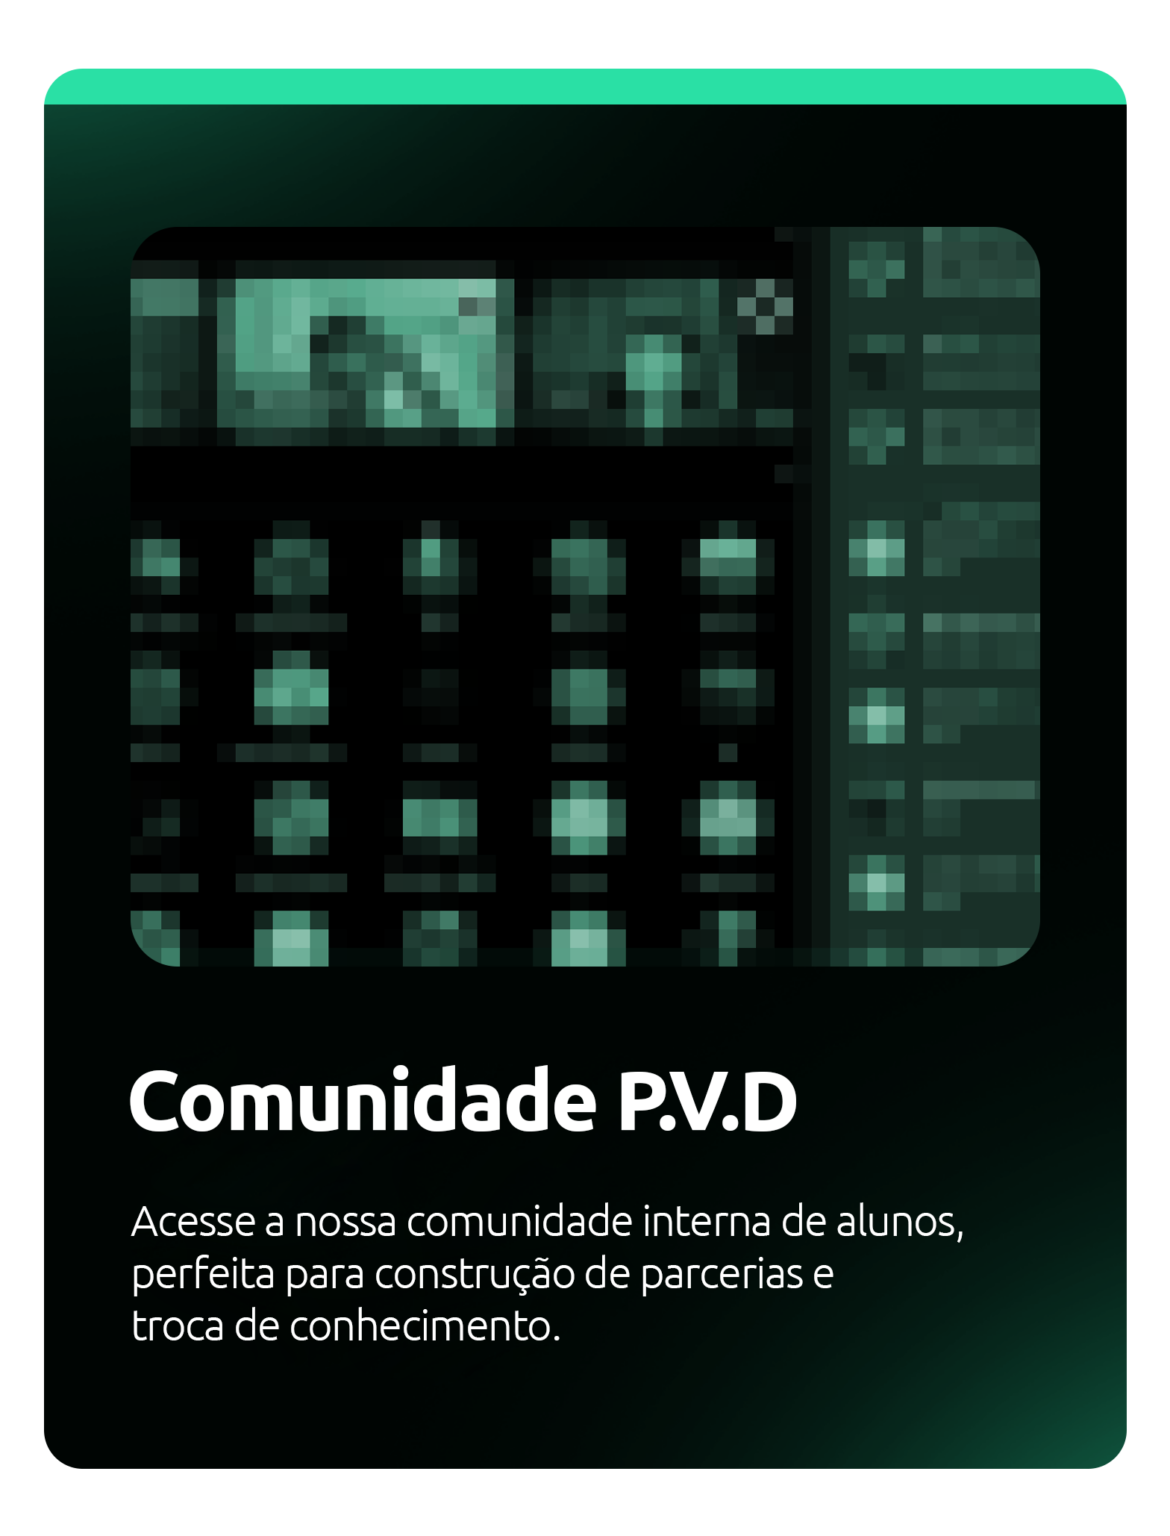 Comunidade P.V.D
Acesse a nossa comunidade interna de alunos,
perfeita para construção de parcerias e
troca de conhecimento.